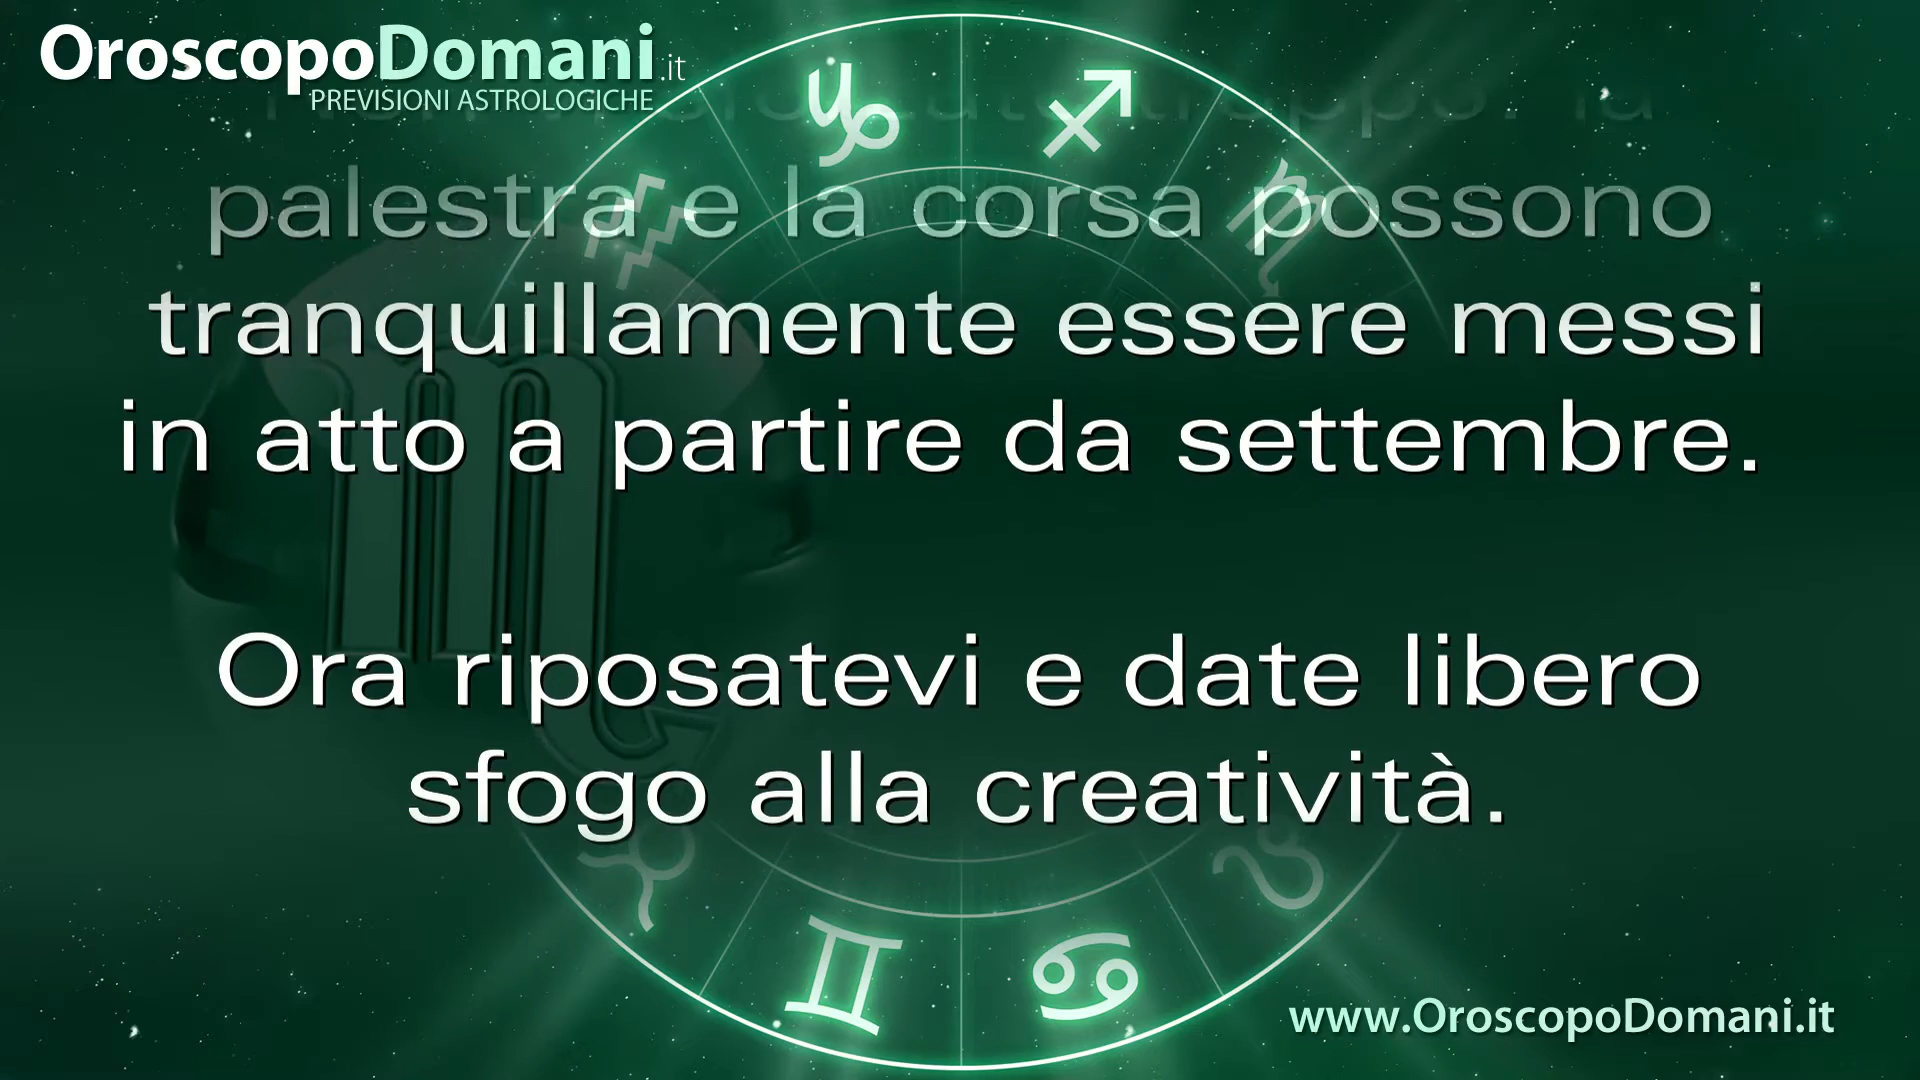 OroscopoDomani.it
PREVISIONI ASTROLOGICHE
palestra e la corsa possono
tranquillamente essere messi
in atto a partire da settembre.
Ora riposatevi e date libero
sfogo alla creatività.
www.OroscopoDomani.it